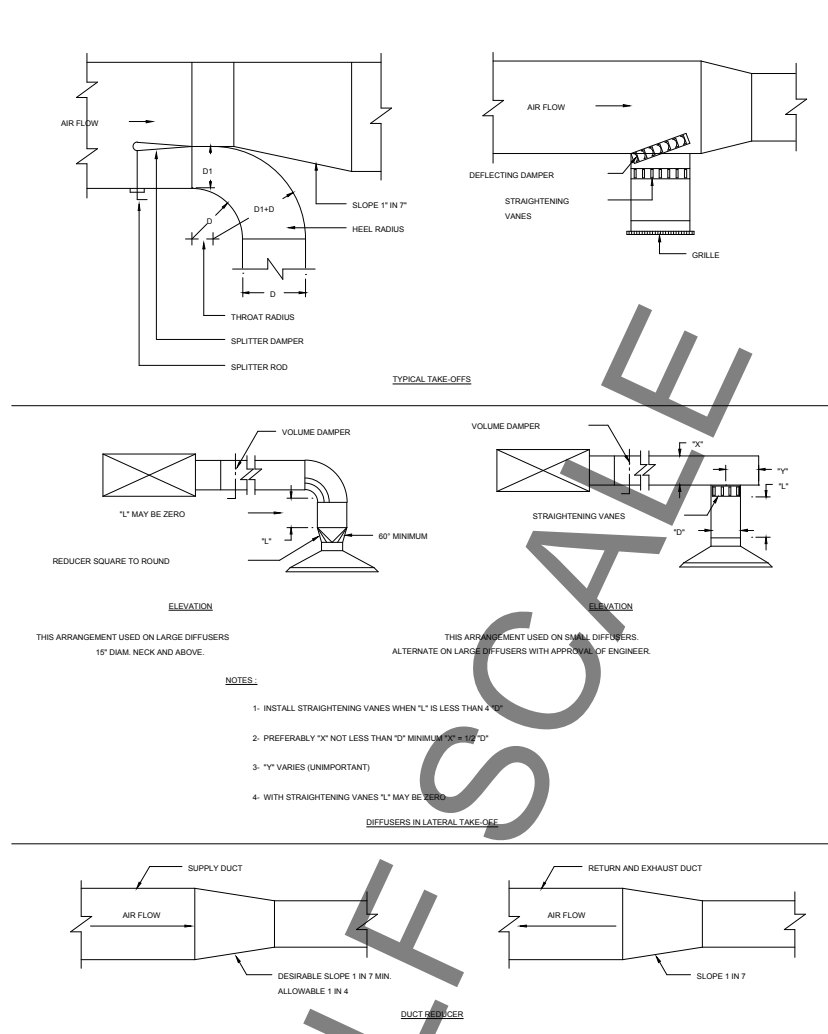 AIR FLOW
D1
D
D1+D
SLOPE 1" IN 7"
HEEL RADIUS
D
THROAT RADIUS
SPLITTER DAMPER
SPLITTER ROD
AIR FLOW
DEFLECTING DAMPER
STRAIGHTENING
VANES
GRILLE
TYPICAL TAKE-OFFS
VOLUME DAMPER
"L" MAY BE ZERO
"L"
60° MINIMUM
REDUCER SQUARE TO ROUND
ELEVATION
THIS ARRANGEMENT USED ON LARGE DIFFUSERS
15" DIAM. NECK AND ABOVE.
VOLUME DAMPER
"X"
"Y"
"L"
STRAIGHTENING VANES
"D"
ELEVATION
THIS ARRANGEMENT USED ON SMALL DIFFUSERS.
ALTERNATE ON LARGE DIFFUSERS WITH APPROVAL OF ENGINEER.
NOTES :
1- INSTALL STRAIGHTENING VANES WHEN "L" IS LESS THAN 4 "D"
2- PREFERABLY "X" NOT LESS THAN "D" MINIMUM "X" = 1/2 "D"
3- "Y" VARIES (UNIMPORTANT)
4- WITH STRAIGHTENING VANES "L" MAY BE ZERO
DIFFUSERS IN LATERAL TAKE-OFF
SUPPLY DUCT
AIR FLOW
DESIRABLE SLOPE 1 IN 7 MIN.
ALLOWABLE 1 IN 4
RETURN AND EXHAUST DUCT
AIR FLOW
SLOPE 1 IN 7
DUCT REDUCER
LF SCALE